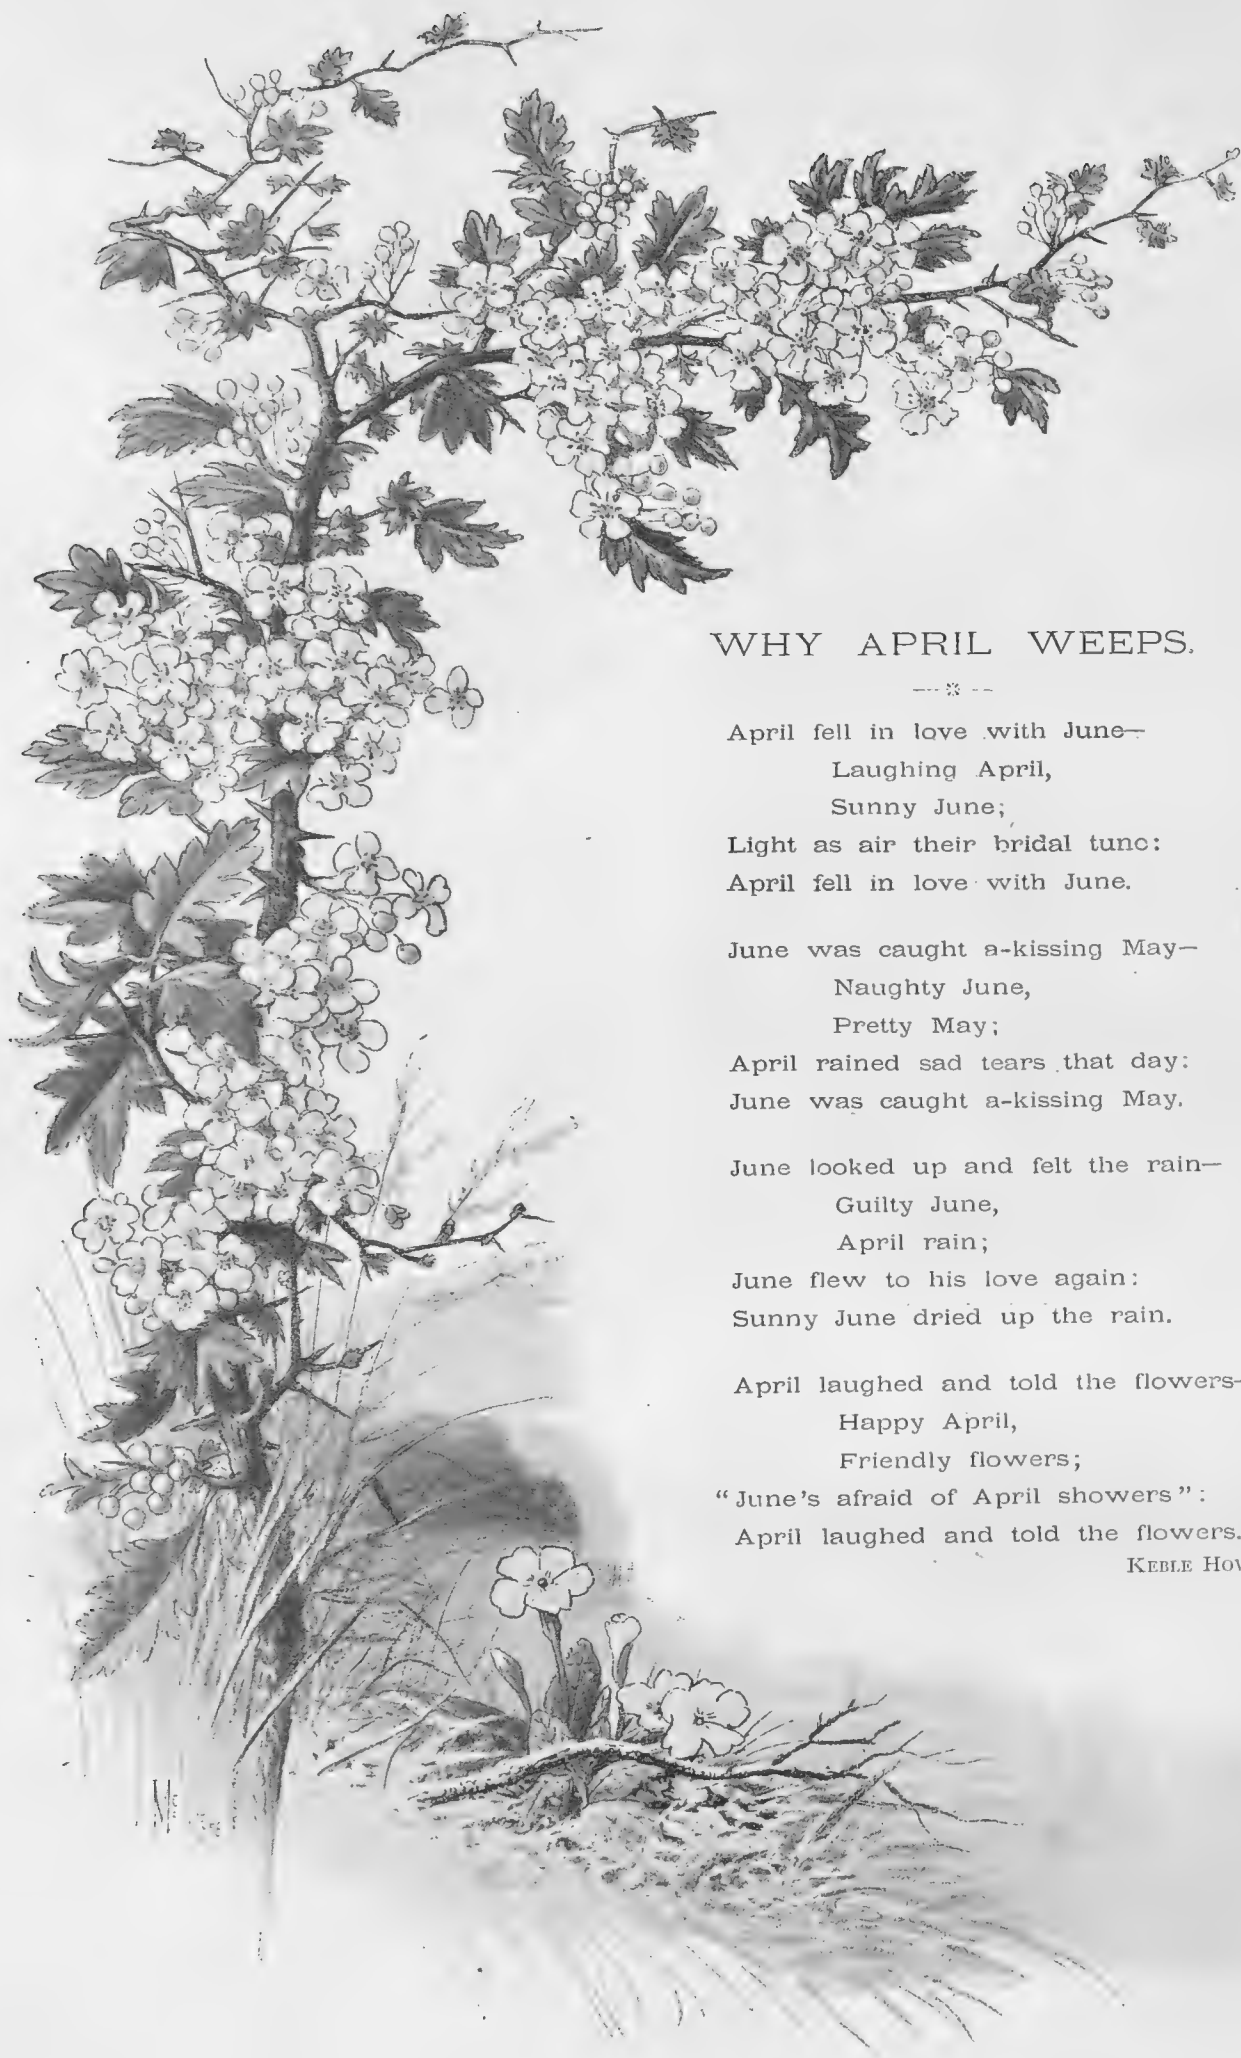 WHY APRIL WEEPS.
April fell in love with June—
Laughing April,
Sunny June;
Light as air their bridal tune:
April fell in love with June.
June was caught a-kissing May—
Naughty June,
Pretty May;
April rained sad tears that day:
June was caught a-kissing May.
June looked up and felt the rain—
Guilty June,
April rain;
June flew to his love again:
Sunny June dried up the rain.
April laughed and told the flowers—
Happy April,
Friendly flowers;
“June's afraid of April showers”:
April laughed and told the flowers.
KEBLE